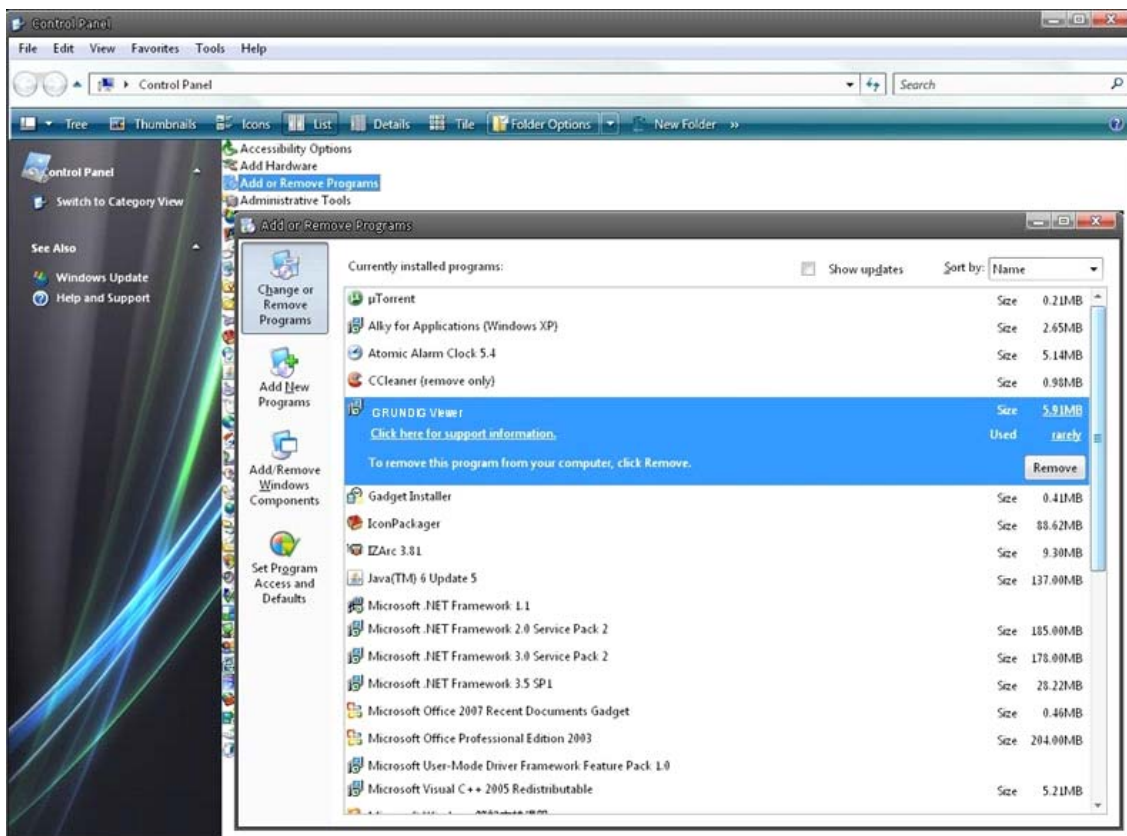 Control Panel
File Edit View Favorites Tools Help
Control Panel
Search
Tree Thumbnails Icons List Details Tile Folder Options New Folder »
Control Panel
Switch to Category View
See Also
Windows Update
Help and Support
Accessibility Options
Add Hardware
Add or Remove Programs
Administrative Tools
Add or Remove Programs
Change or
Remove
Programs
Add New
Programs
Add/Remove
Windows
Components
Set Program
Access and
Defaults
Currently installed programs: Show updates Sort by: Name
µTorrent Size 0.21MB
Alky for Applications (Windows XP) Size 2.65MB
Atomic Alarm Clock 5.4 Size 5.14MB
CCleaner (remove only) Size 0.98MB
GRUNDIG Viewer Size 5.91MB
Click here for support information. Used rarely
To remove this program from your computer, click Remove. Remove
Gadget Installer Size 0.41MB
IconPackager Size 88.62MB
IZArc 3.81 Size 9.30MB
Java(TM) 6 Update 5 Size 137.00MB
Microsoft .NET Framework 1.1
Microsoft .NET Framework 2.0 Service Pack 2 Size 185.00MB
Microsoft .NET Framework 3.0 Service Pack 2 Size 178.00MB
Microsoft .NET Framework 3.5 SP1 Size 28.22MB
Microsoft Office 2007 Recent Documents Gadget Size 0.46MB
Microsoft Office Professional Edition 2003 Size 204.00MB
Microsoft User-Mode Driver Framework Feature Pack 1.0
Microsoft Visual C++ 2005 Redistributable Size 5.21MB